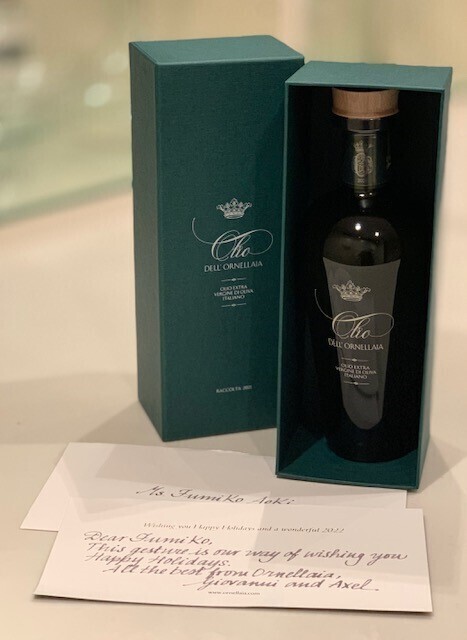 Olio
DELL'ORNELLAIA
OLIO EXTRA
VERGINE DI OLIVA
ITALIANO
RACCOLTA 2021
Olio
DELL'ORNELLAIA
OLIO EXTRA
VERGINE DI OLIVA
ITALIANO
Ms Fumiko Aoki
Wishing you Happy Holidays and a wonderful 2022
Dear Fumiko,
This gesture is our way of wishing you
Happy Holidays.
All the best from Ornellaia,
Giovanni and Axel
www.ornellaia.com